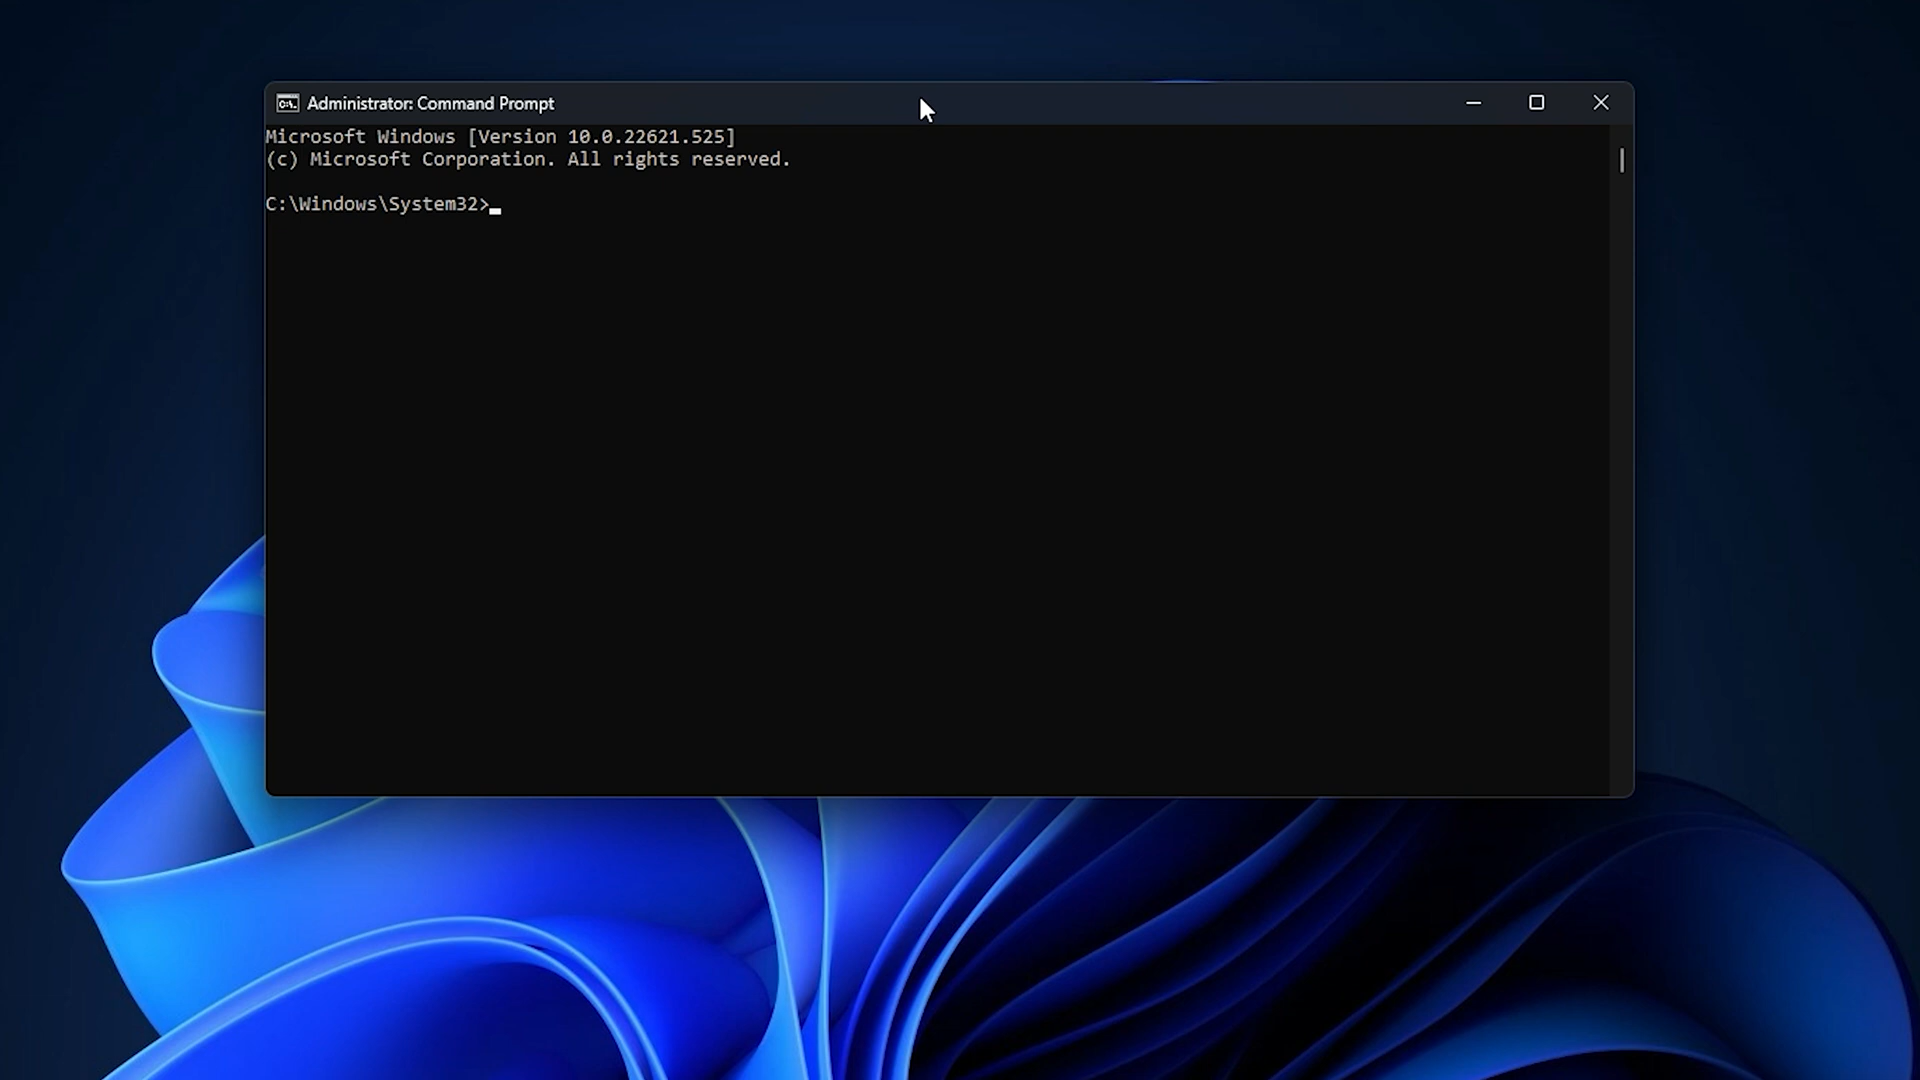 Administrator: Command Prompt
Microsoft Windows [Version 10.0.22621.525]
(c) Microsoft Corporation. All rights reserved.
C:\Windows\System32>